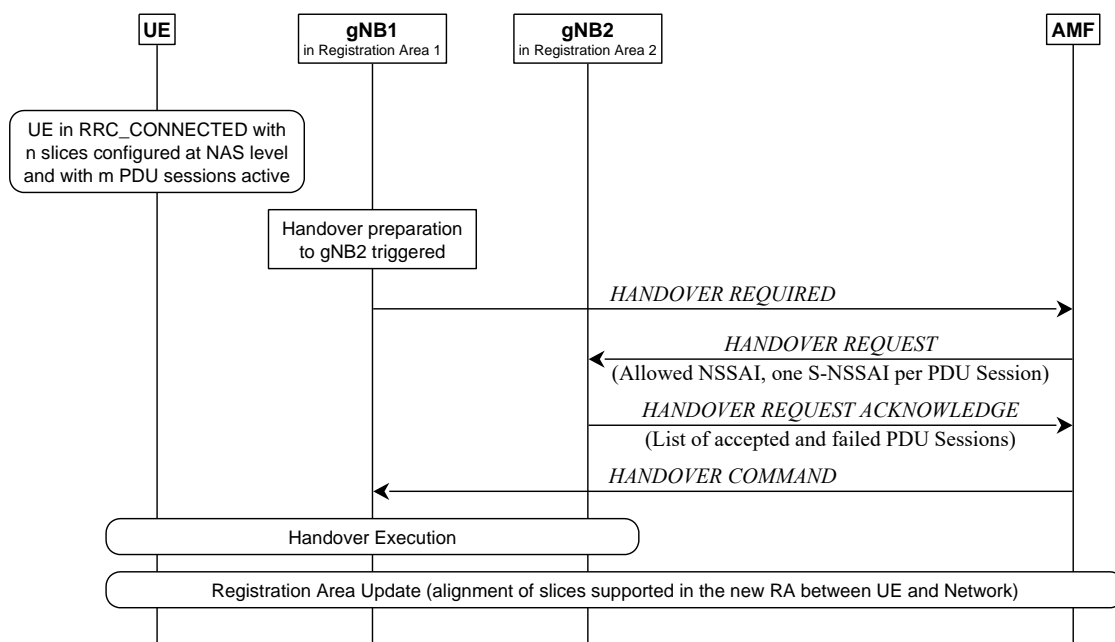 UE
gNB1
in Registration Area 1
gNB2
in Registration Area 2
AMF
UE in RRC_CONNECTED with
n slices configured at NAS level
and with m PDU sessions active
Handover preparation
to gNB2 triggered
HANDOVER REQUIRED
HANDOVER REQUEST
(Allowed NSSAI, one S-NSSAI per PDU Session)
HANDOVER REQUEST ACKNOWLEDGE
(List of accepted and failed PDU Sessions)
HANDOVER COMMAND
Handover Execution
Registration Area Update (alignment of slices supported in the new RA between UE and Network)